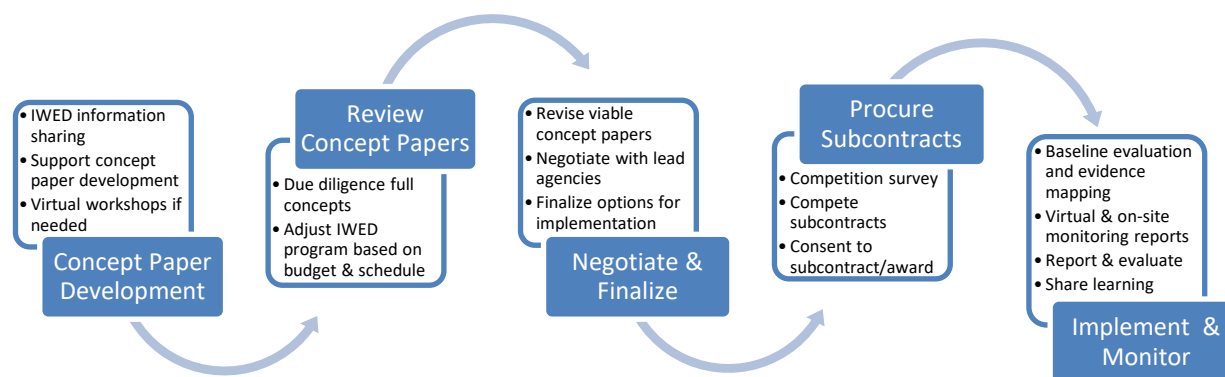 • IWED information
sharing
• Support concept
paper development
• Virtual workshops if
needed
Concept Paper
Development
Review
Concept Papers
• Due diligence full
concepts
• Adjust IWED
program based on
budget & schedule
• Revise viable
concept papers
• Negotiate with lead
agencies
• Finalize options for
implementation
Negotiate &
Finalize
Procure
Subcontracts
• Competition survey
• Compete
subcontracts
• Consent to
subcontract/award
• Baseline evaluation
and evidence
mapping
• Virtual & on-site
monitoring reports
• Report & evaluate
• Share learning
Implement &
Monitor